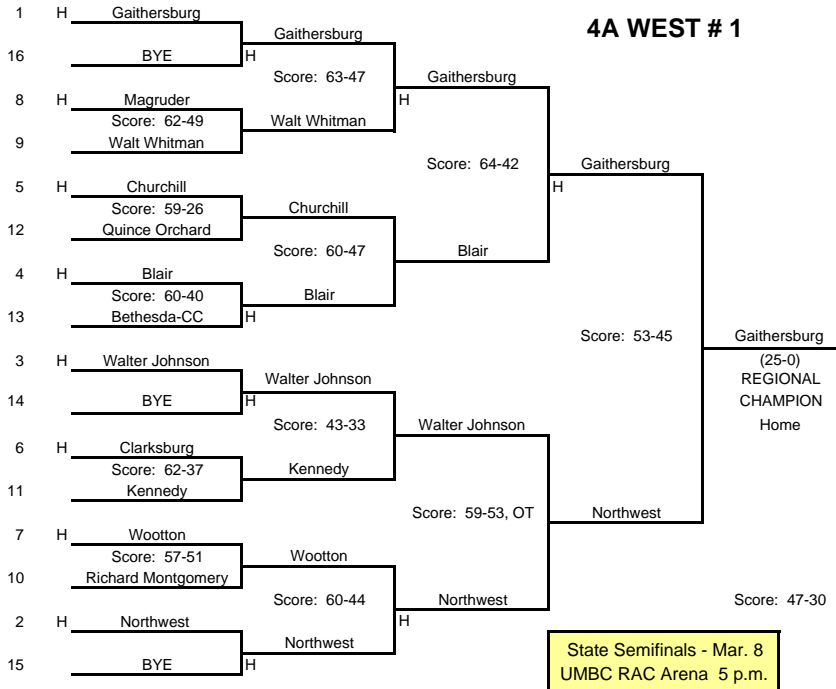 4A WEST # 1
1 H Gaithersburg
Gaithersburg
16 BYE H
Score: 63-47
Gaithersburg
H
8 H Magruder
Score: 62-49
Walt Whitman
9 Walt Whitman
Score: 64-42
Gaithersburg
H
5 H Churchill
Score: 59-26
Churchill
12 Quince Orchard
Score: 60-47
Blair
4 H Blair
Score: 60-40
Blair
13 Bethesda-CC H
Score: 53-45
Gaithersburg
(25-0)
REGIONAL
CHAMPION
Home
3 H Walter Johnson
Walter Johnson
14 BYE H
Score: 43-33
Walter Johnson
6 H Clarksburg
Score: 62-37
Kennedy
11 Kennedy
Score: 59-53, OT
Northwest
7 H Wootton
Score: 57-51
Wootton
10 Richard Montgomery
Score: 60-44
Northwest
Score: 47-30
2 H Northwest
H
Northwest
15 BYE H
State Semifinals - Mar. 8
UMBC RAC Arena 5 p.m.